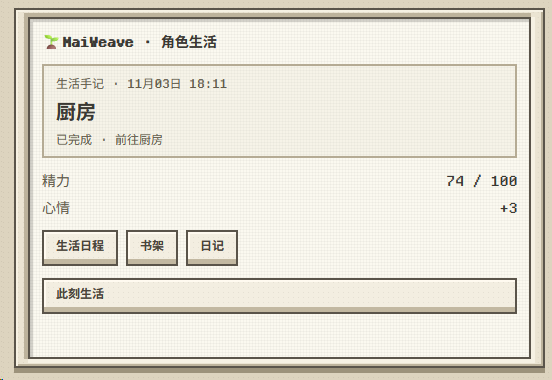 MaiWeave · 角色生活
生活手记 · 11月03日 18:11
厨房
已完成 · 前往厨房
精力 74 / 100
心情 +3
生活日程 书架 日记
此刻生活